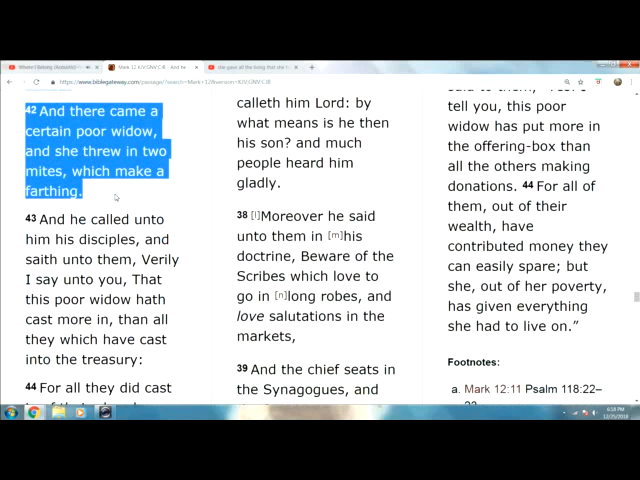 Where I Belong (Acoustic)
Mark 12 KJV;GNV;CJB - And be
she gave all the living that she
https://www.biblegateway.com/passage/?search=Mark+12&version=KJV;GNV;CJB
42 And there came a
certain poor widow,
and she threw in two
mites, which make a
farthing.
43 And he called unto
him his disciples, and
saith unto them, Verily
I say unto you, That
this poor widow hath
cast more in, than all
they which have cast
into the treasury:
44 For all they did cast
calleth him Lord: by
what means is he then
his son? and much
people heard him
gladly.
38 [l]Moreover he said
unto them in [m]his
doctrine, Beware of the
Scribes which love to
go in [n]long robes, and
love salutations in the
markets,
39 And the chief seats in
the Synagogues, and
tell you, this poor
widow has put more in
the offering-box than
all the others making
donations. 44 For all of
them, out of their
wealth, have
contributed money they
can easily spare; but
she, out of her poverty,
has given everything
she had to live on.”
Footnotes:
a. Mark 12:11 Psalm 118:22–
6:18 PM
12/25/2018